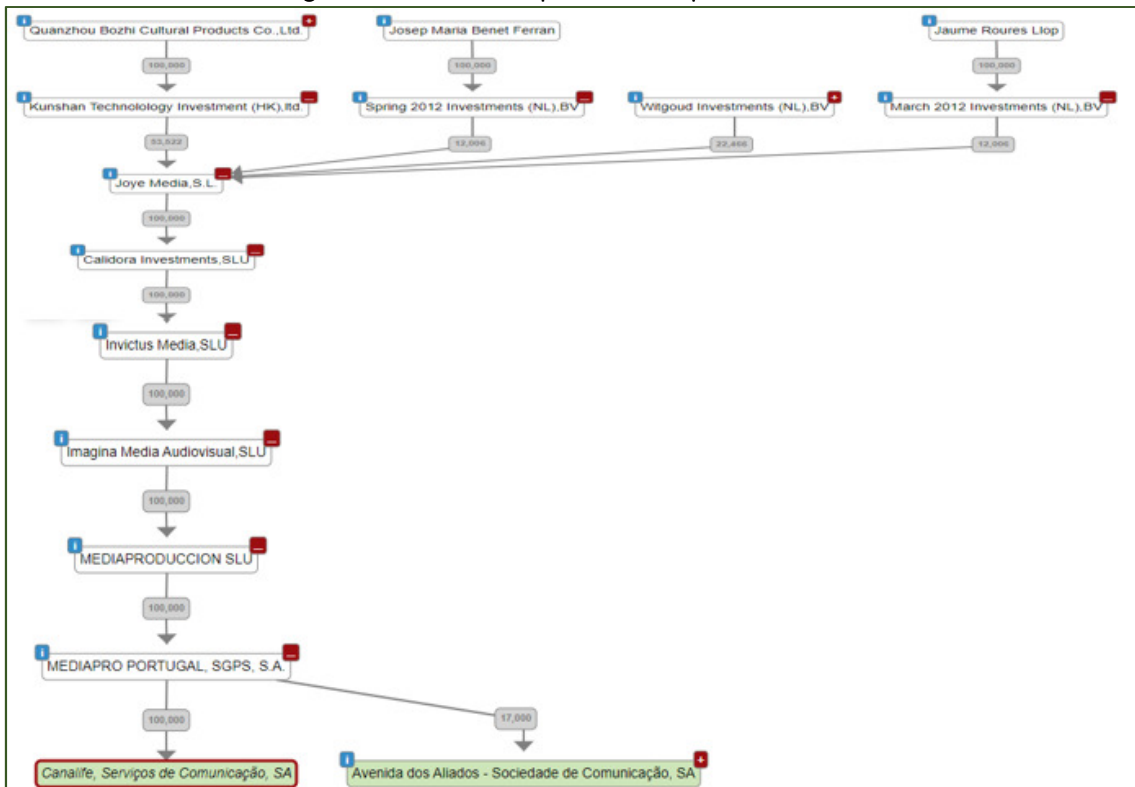 Quanzhou Bozhi Cultural Products Co.,Ltd.
Josep Maria Benet Ferran
Jaume Roures Llop
100,000
100,000
100,000
Kunshan Technolology Investment (HK),ltd.
Spring 2012 Investments (NL),BV
Witgoud Investments (NL),BV
March 2012 Investments (NL),BV
53,522
12,006
22,466
12,006
Joye Media,S.L.
100,000
Calidora Investments,SLU
100,000
Invictus Media,SLU
100,000
Imagina Media Audiovisual,SLU
100,000
MEDIAPRODUCCION SLU
100,000
MEDIAPRO PORTUGAL, SGPS, S.A.
100,000
17,000
Canalife, Serviços de Comunicação, SA
Avenida dos Aliados - Sociedade de Comunicação, SA